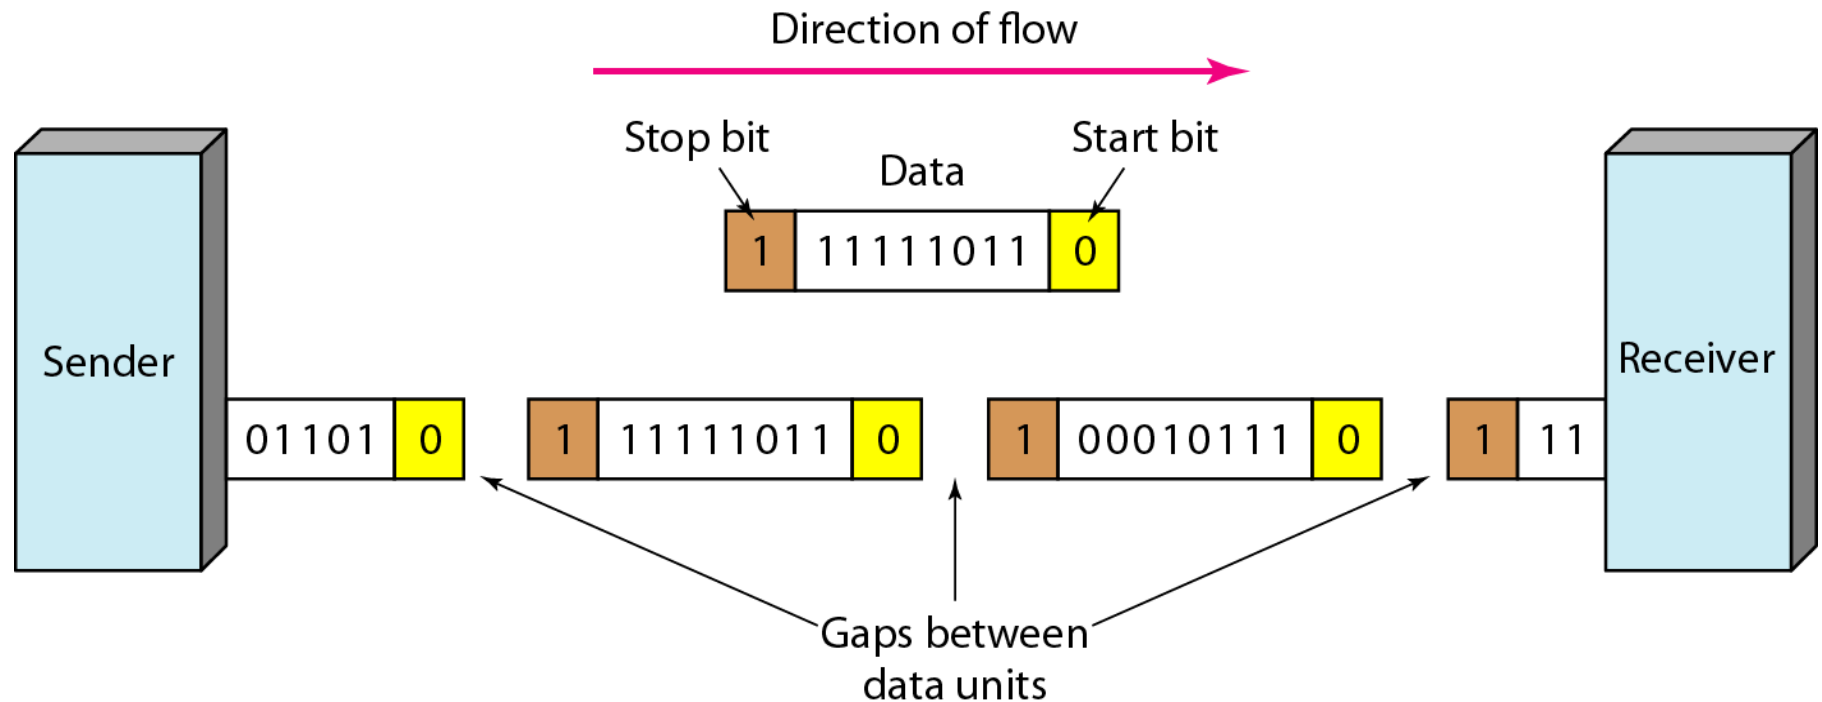 Direction of flow
Stop bit
Start bit
Data
1 11111011 0
Sender
Receiver
01101 0
1 11111011 0
1 00010111 0
1 11
Gaps between
data units